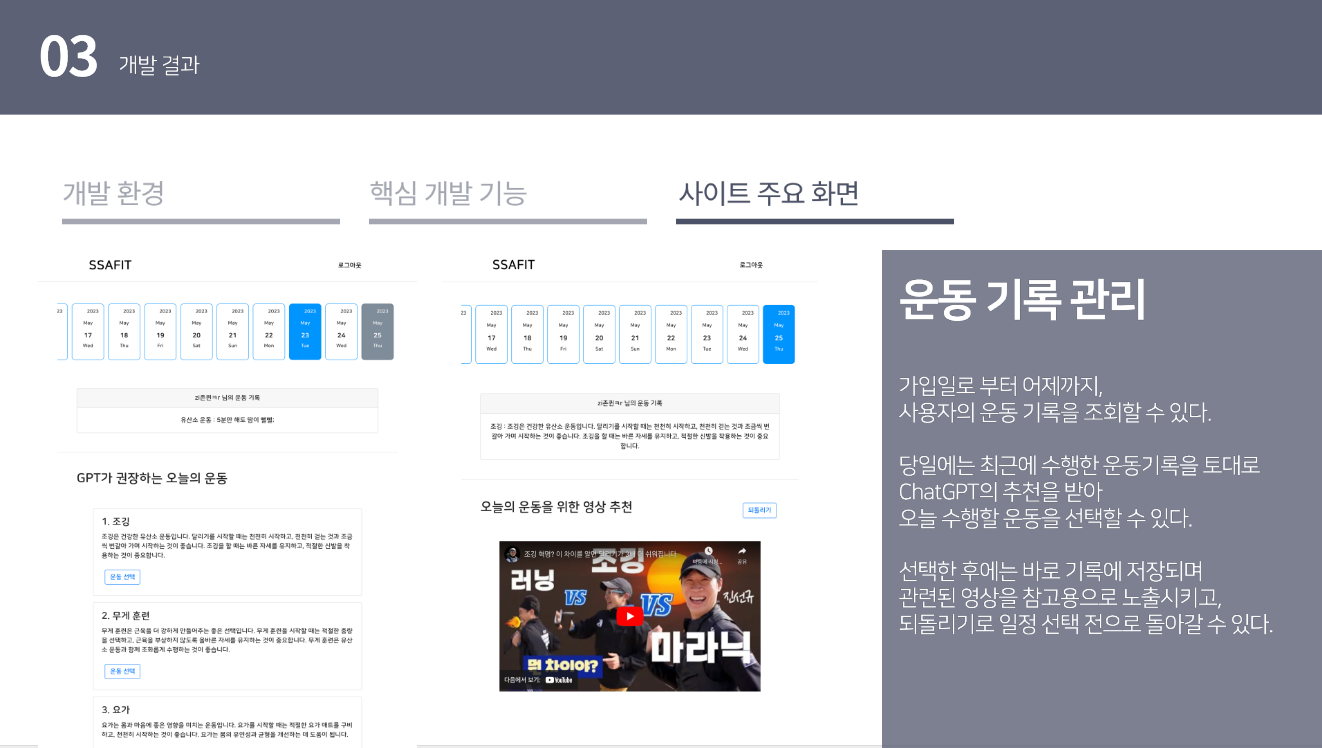 03 개발 결과
개발 환경
핵심 개발 기능
사이트 주요 화면
SSAFIT
로그아웃
23
2023 May 17 Wed
2023 May 18 Thu
2023 May 19 Fri
2023 May 20 Sat
2023 May 21 Sun
2023 May 22 Mon
2023 May 23 Tue
2023 May 24 Wed
2023 May 25 Thu
님의 운동 기록
유산소 운동 : 5분만 해도 땀이 뻘뻘;
GPT가 권장하는 오늘의 운동
1. 조깅
조깅은 건강한 유산소 운동입니다. 달리기를 시작할 때는 천천히 시작하고, 천천히 걷는 것과 조금
씩 번갈아 가며 시작하는 것이 좋습니다. 조깅을 할 때는 바른 자세를 유지하고, 적절한 신발을 착
용하는 것이 중요합니다.
운동 선택
2. 무게 훈련
무게 훈련은 근육을 더 강하게 만들어주는 좋은 선택입니다. 무게 훈련을 시작할 때는 적절한 중량
을 선택하고, 근육을 부상하지 않도록 올바른 자세를 유지하는 것이 중요합니다. 무게 훈련은 유산
소 운동과 함께 조화롭게 수행하는 것이 좋습니다.
운동 선택
3. 요가
요가는 몸과 마음에 좋은 영향을 미치는 운동입니다. 요가를 시작할 때는 적절한 요가 매트를 구비
하고, 천천히 시작하는 것이 좋습니다. 요가는 몸의 유연성과 균형을 개선하는 데 도움이 됩니다.
SSAFIT
로그아웃
23
2023 May 17 Wed
2023 May 18 Thu
2023 May 19 Fri
2023 May 20 Sat
2023 May 21 Sun
2023 May 22 Mon
2023 May 23 Tue
2023 May 24 Wed
2023 May 25 Thu
님의 운동 기록
조깅 : 조깅은 건강한 유산소 운동입니다. 달리기를 시작할 때는 천천히 시작하고, 천천히 걷는 것과 조금씩 번
갈아 가며 시작하는 것이 좋습니다. 조깅을 할 때는 바른 자세를 유지하고, 적절한 신발을 착용하는 것이 중요
합니다.
오늘의 운동을 위한 영상 추천
되돌리기
조깅 혁명? 이 차이를 알면 달리기가 3배 더 쉬워집니다
공유
조깅
러닝
VS
VS
진선규
마라닉
뭔 차이야?
다음에서 보기: YouTube
운동 기록 관리
가입일로 부터 어제까지,
사용자의 운동 기록을 조회할 수 있다.
당일에는 최근에 수행한 운동기록을 토대로
ChatGPT의 추천을 받아
오늘 수행할 운동을 선택할 수 있다.
선택한 후에는 바로 기록에 저장되며
관련된 영상을 참고용으로 노출시키고,
되돌리기로 일정 선택 전으로 돌아갈 수 있다.